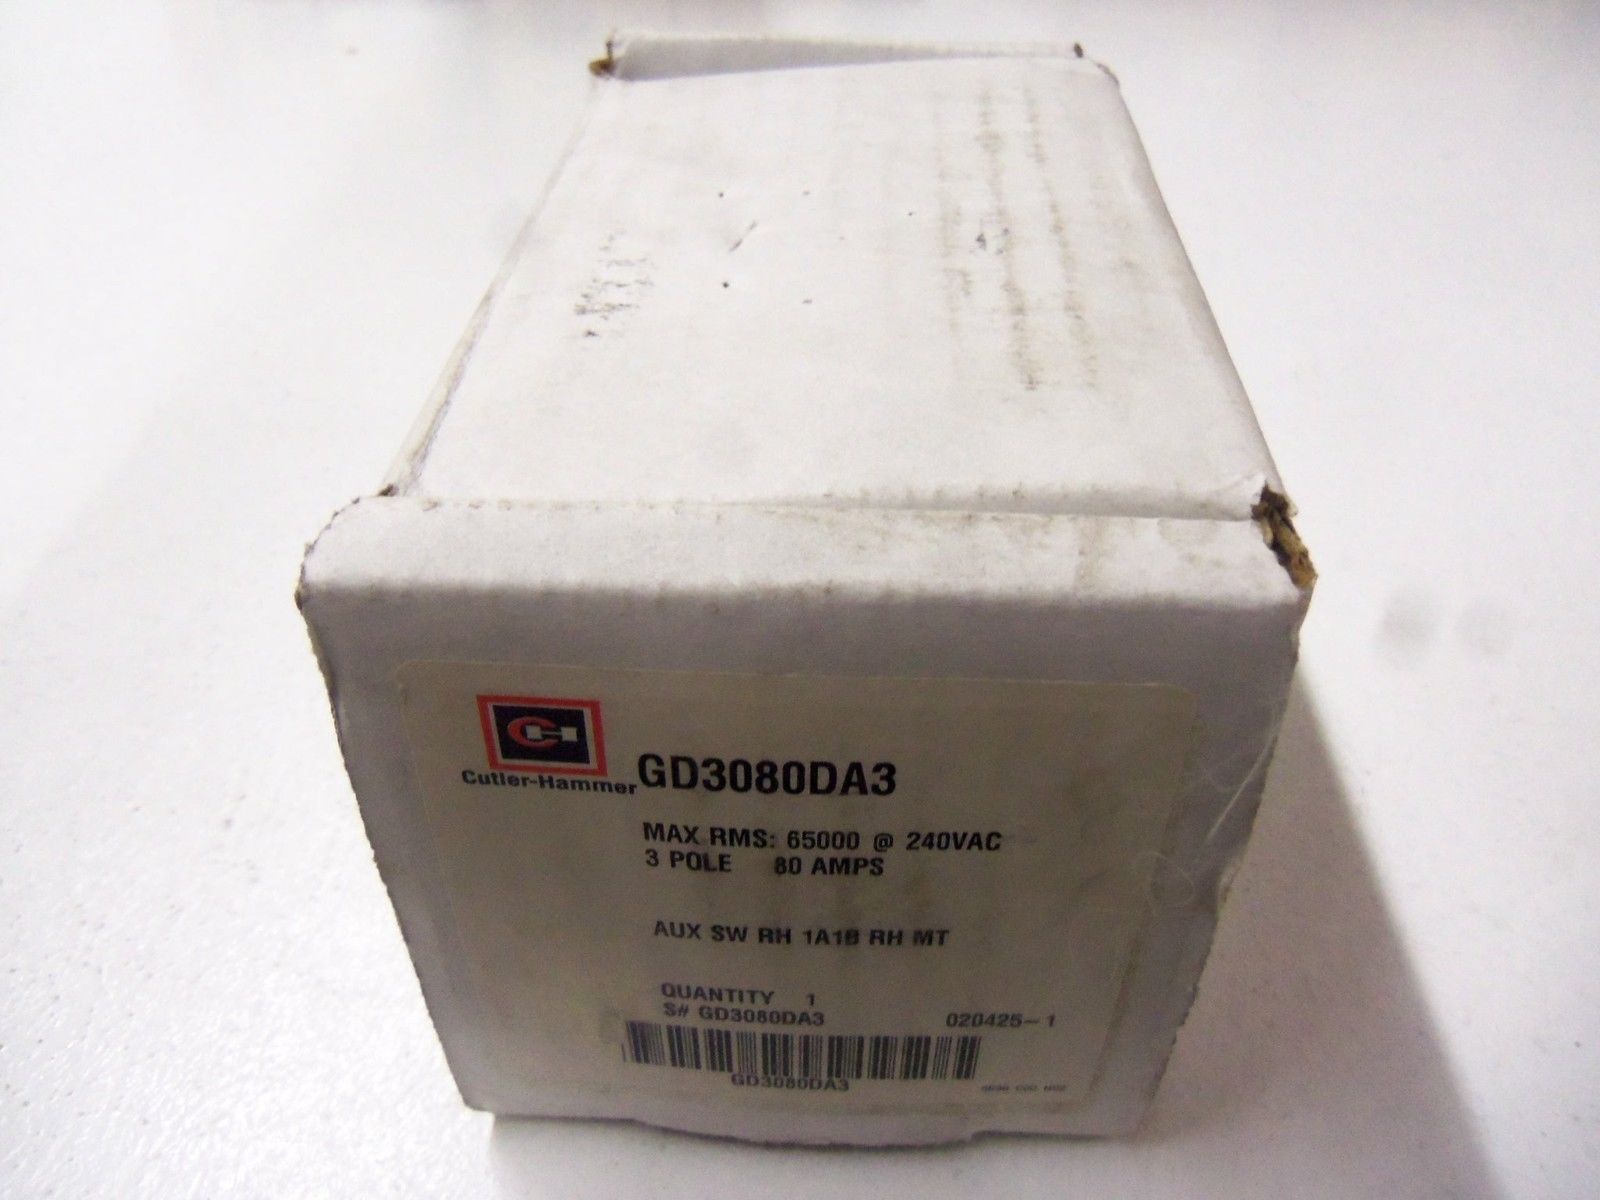 CH
Cutler-Hammer
GD3080DA3
MAX RMS: 65000 @ 240VAC
3 POLE 80 AMPS
AUX SW RH 1A1B RH MT
QUANTITY 1
S# GD3080DA3 020425-1
GD3080DA3